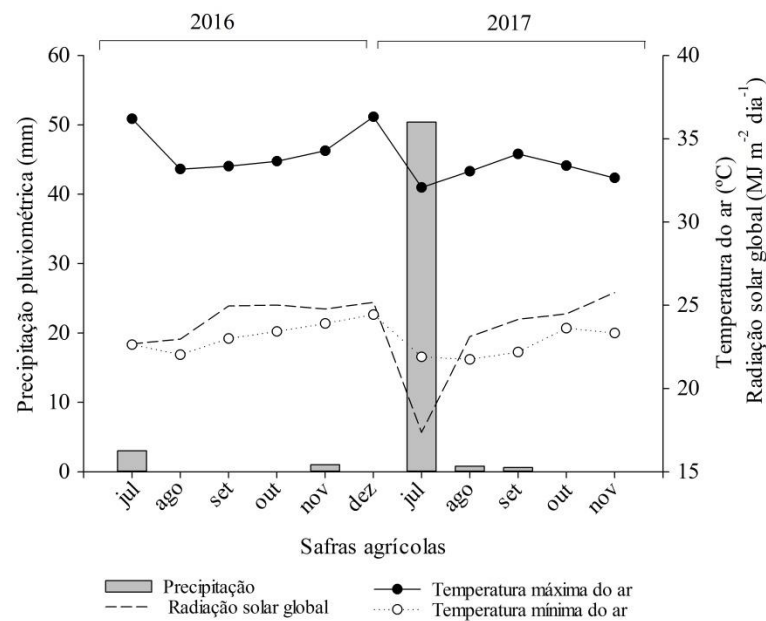 2016 2017
60
50
40
30
20
10
0
Precipitação pluviométrica (mm)
40
35
30
25
20
15
Temperatura do ar (ºC)
Radiação solar global (MJ m⁻² dia⁻¹)
jul ago set out nov dez jul ago set out nov
Safras agrícolas
Precipitação
Radiação solar global
Temperatura máxima do ar
Temperatura mínima do ar